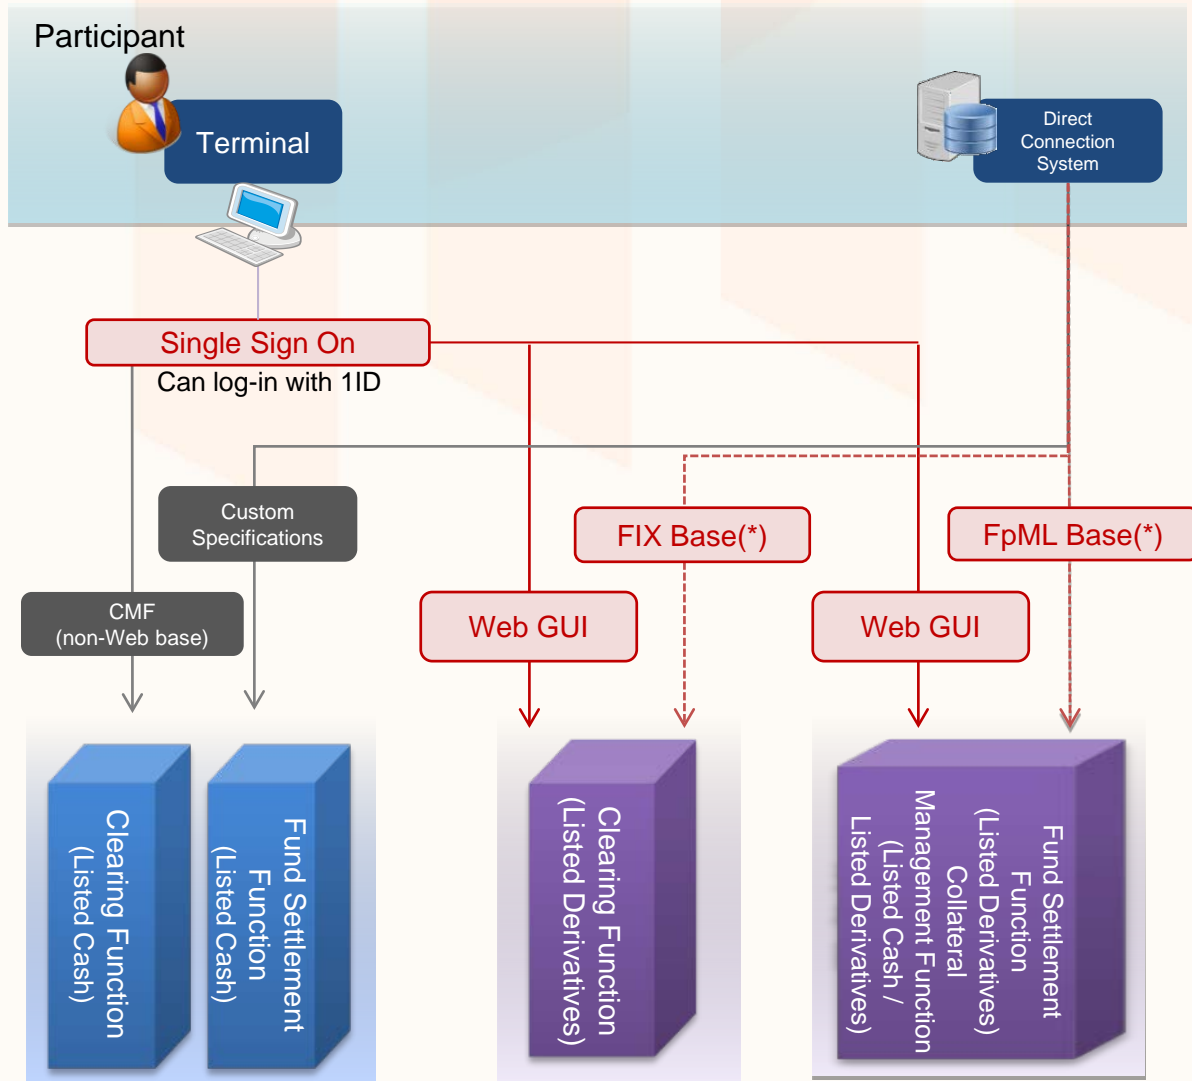 Participant
Terminal
Direct
Connection
System
Single Sign On
Can log-in with 1ID
Custom
Specifications
FIX Base(*)
FpML Base(*)
CMF
(non-Web base)
Web GUI
Web GUI
Clearing Function
(Listed Cash)
Fund Settlement
Function
(Listed Cash)
Clearing Function
(Listed Derivatives)
Fund Settlement
Function
(Listed Derivatives)
Collateral
Management Function
(Listed Cash /
Listed Derivatives)